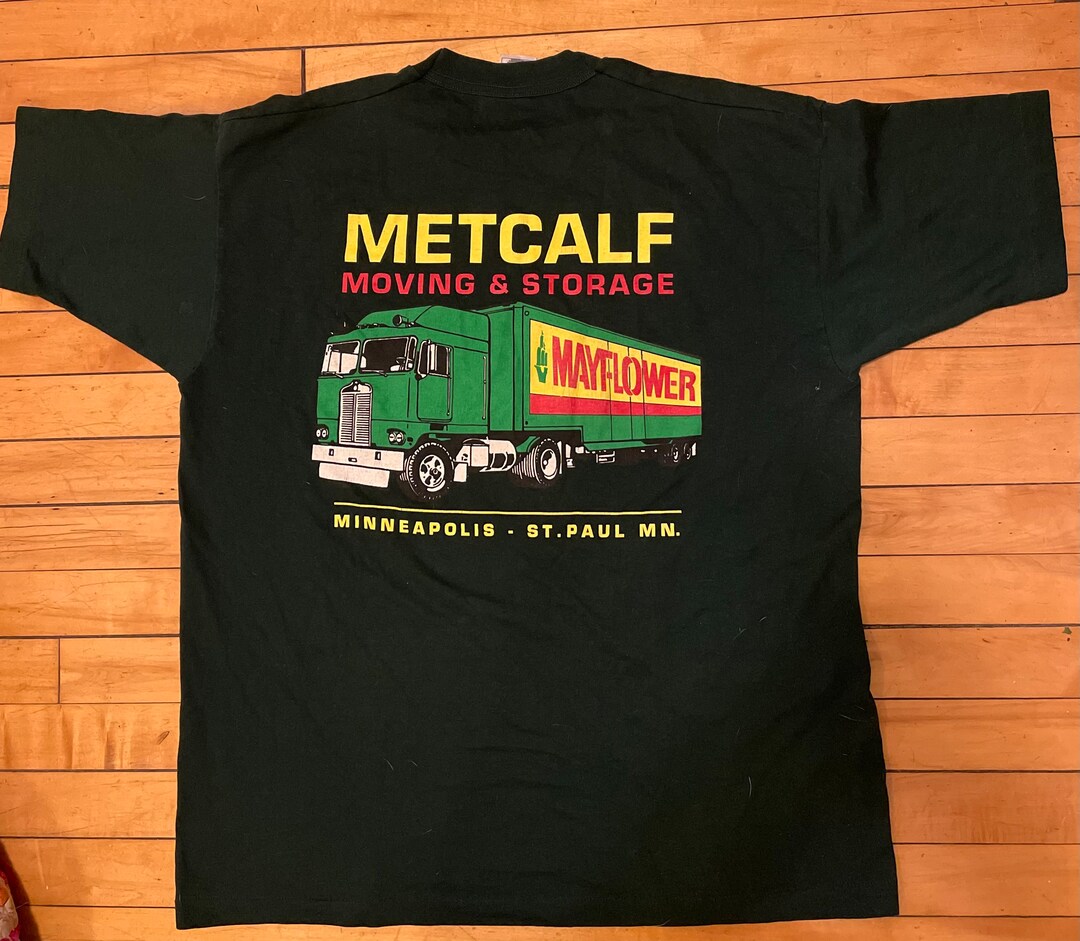 METCALF
MOVING & STORAGE
MAYFLOWER
MINNEAPOLIS - ST.PAUL MN.